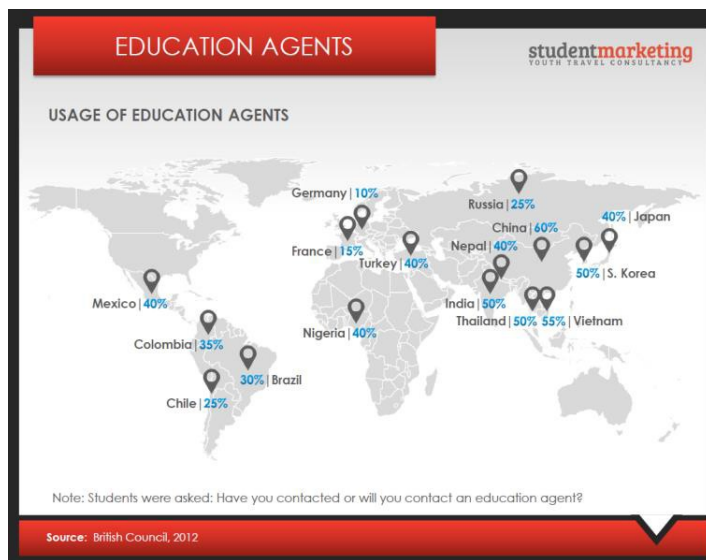 EDUCATION AGENTS
studentmarketing
YOUTH TRAVEL CONSULTANCY
USAGE OF EDUCATION AGENTS
Germany | 10%
Russia | 25%
China | 60%
40% | Japan
France | 15%
Turkey | 40%
Nepal | 40%
50% | S. Korea
Mexico | 40%
India | 50%
Colombia | 35%
Nigeria | 40%
Thailand | 50%
55% | Vietnam
30% | Brazil
Chile | 25%
Note: Students were asked: Have you contacted or will you contact an education agent?
Source: British Council, 2012